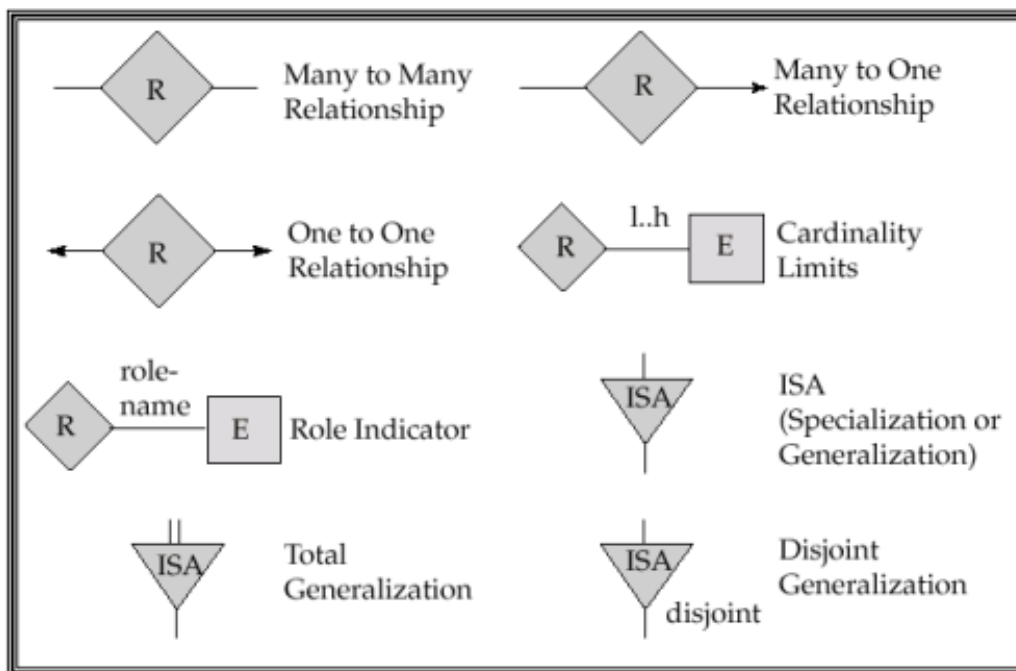 R
Many to Many
Relationship
R
Many to One
Relationship
R
One to One
Relationship
R
l..h
E
Cardinality
Limits
role-
name
R
E
Role Indicator
ISA
ISA
(Specialization or
Generalization)
ISA
Total
Generalization
ISA
disjoint
Disjoint
Generalization